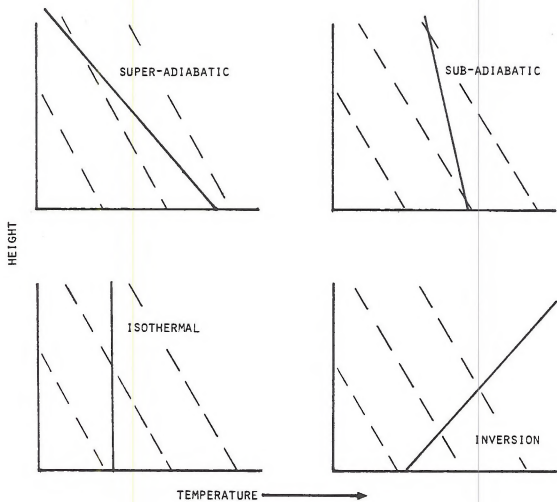 SUPER-ADIABATIC
SUB-ADIABATIC
HEIGHT
ISOTHERMAL
INVERSION
TEMPERATURE